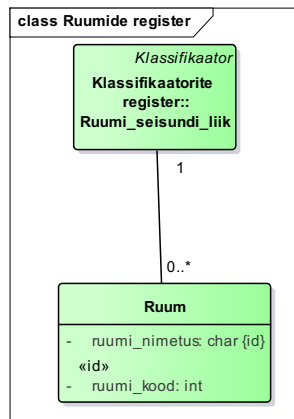 class Ruumide register
Klassifikaator
Klassifikaatorite
register::
Ruumi_seisundi_liik
1
0..*
Ruum
- ruumi_nimetus: char {id}
«id»
- ruumi_kood: int